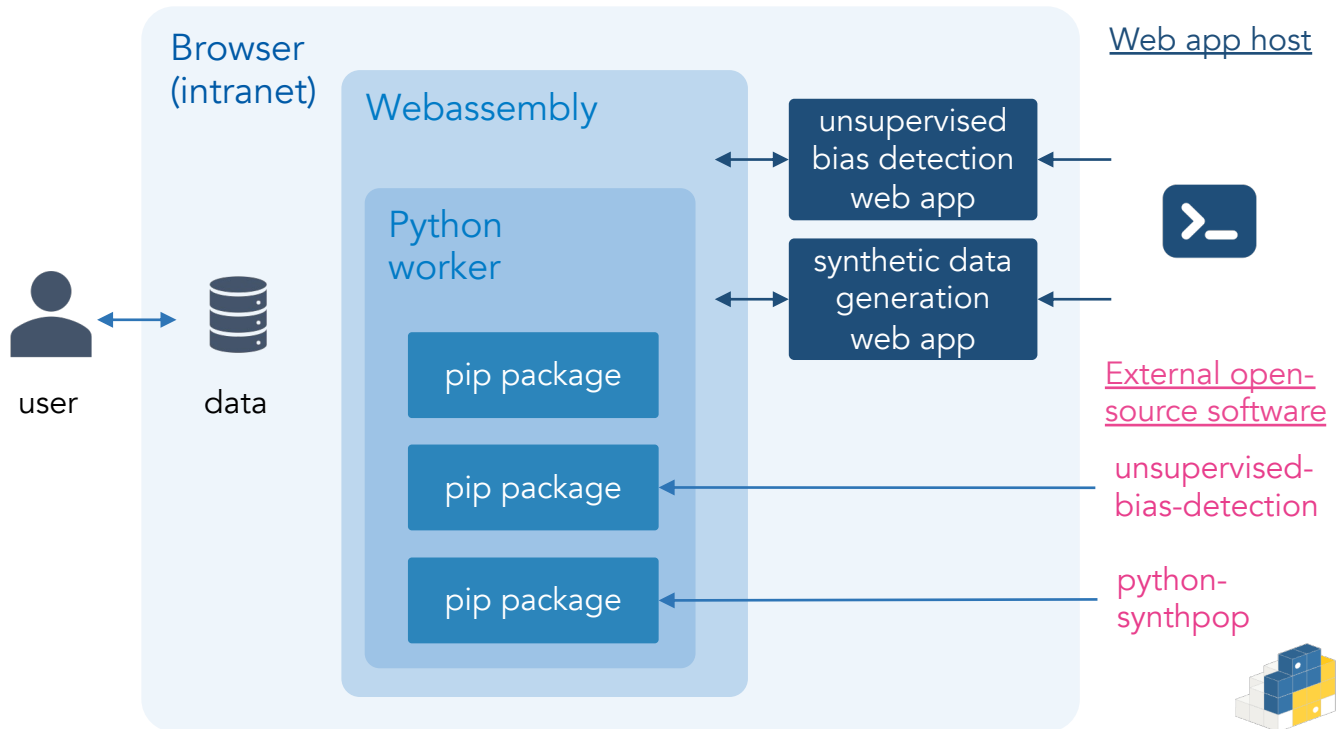 Browser
(intranet)
Webassembly
Python
worker
pip package
pip package
pip package
user
data
unsupervised
bias detection
web app
synthetic data
generation
web app
Web app host
External open-
source software
unsupervised-
bias-detection
python-
synthpop